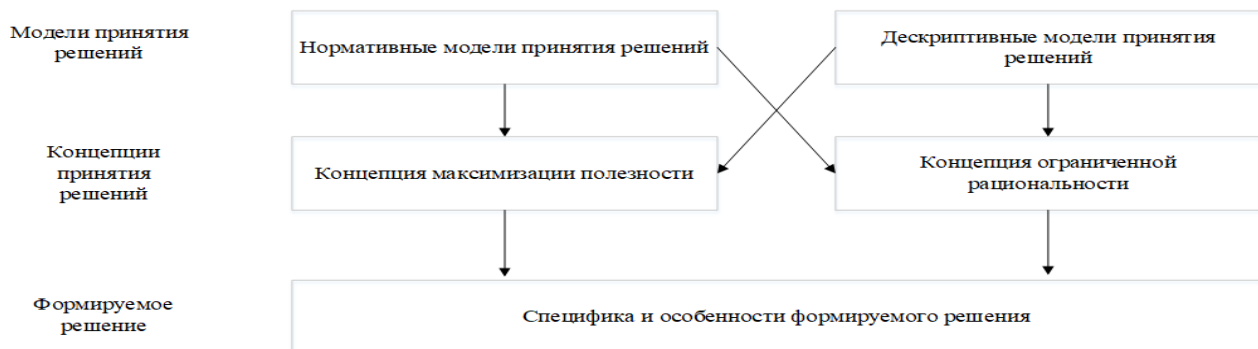 Модели принятия
решений
Нормативные модели принятия решений
Дескриптивные модели принятия
решений
Концепции
принятия
решений
Концепция максимизации полезности
Концепция ограниченной
рациональности
Формируемое
решение
Специфика и особенности формируемого решения